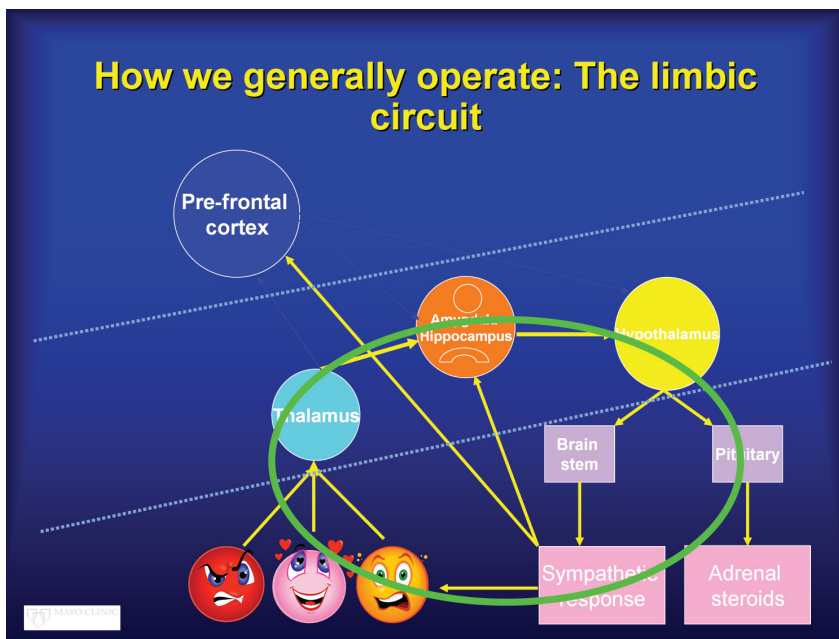 How we generally operate: The limbic
circuit
Pre-frontal
cortex
Amygdala
Hippocampus
Hypothalamus
Thalamus
Brain
stem
Pituitary
Sympathetic
response
Adrenal
steroids
MAYO CLINIC